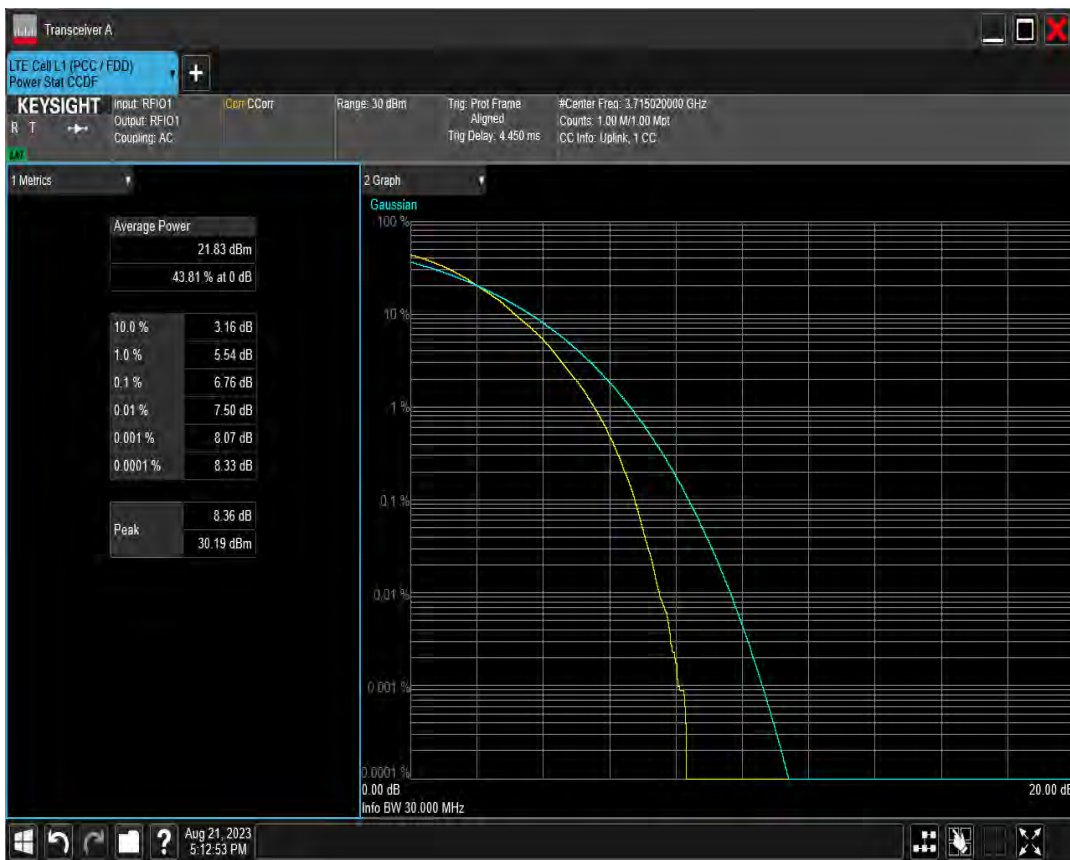 Transceiver A
LTE Cell L1 (PCC / FDD)
Power Stat CCDF
+
KEYSIGHT
R T
LNI
Input: RFIO1
Output: RFIO1
Coupling: AC
Corr CCorr
Range: 30 dBm
Trig: Prot Frame
Aligned
Trig Delay: 4.450 ms
#Center Freq: 3.715020000 GHz
Counts: 1.00 M/1.00 Mpt
CC Info: Uplink, 1 CC
1 Metrics
Average Power
21.83 dBm
43.81 % at 0 dB
10.0 % 3.16 dB
1.0 % 5.54 dB
0.1 % 6.76 dB
0.01 % 7.50 dB
0.001 % 8.07 dB
0.0001 % 8.33 dB
Peak
8.36 dB
30.19 dBm
2 Graph
Gaussian
100 %
10 %
1 %
0.1 %
0.01 %
0.001 %
0.0001 %
0.00 dB
20.00 dB
Info BW 30.000 MHz
?
Aug 21, 2023
5:12:53 PM